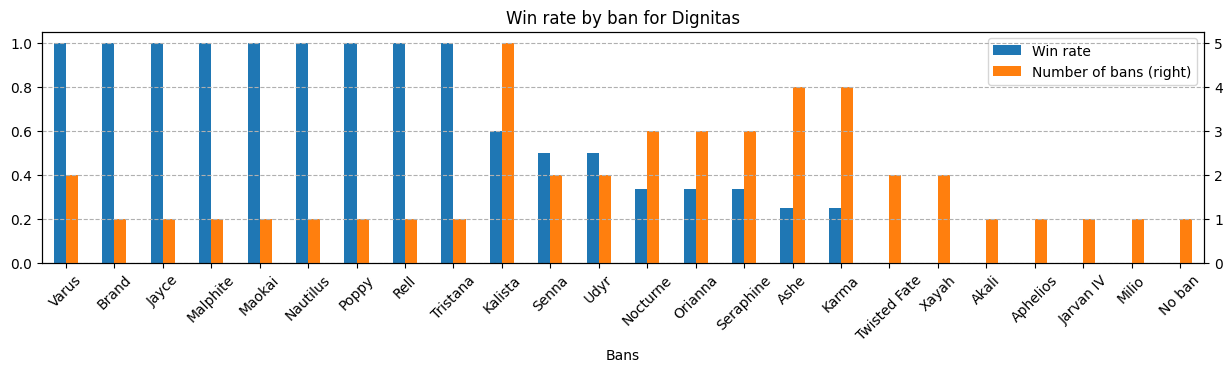 Win rate by ban for Dignitas
Win rate
Number of bans (right)
1.0
0.8
0.6
0.4
0.2
0.0
5
4
3
2
1
0
Varus
Brand
Jayce
Malphite
Maokai
Nautilus
Poppy
Rell
Tristana
Kalista
Senna
Udyr
Nocturne
Orianna
Seraphine
Ashe
Karma
Twisted Fate
Xayah
Akali
Aphelios
Jarvan IV
Milio
No ban
Bans